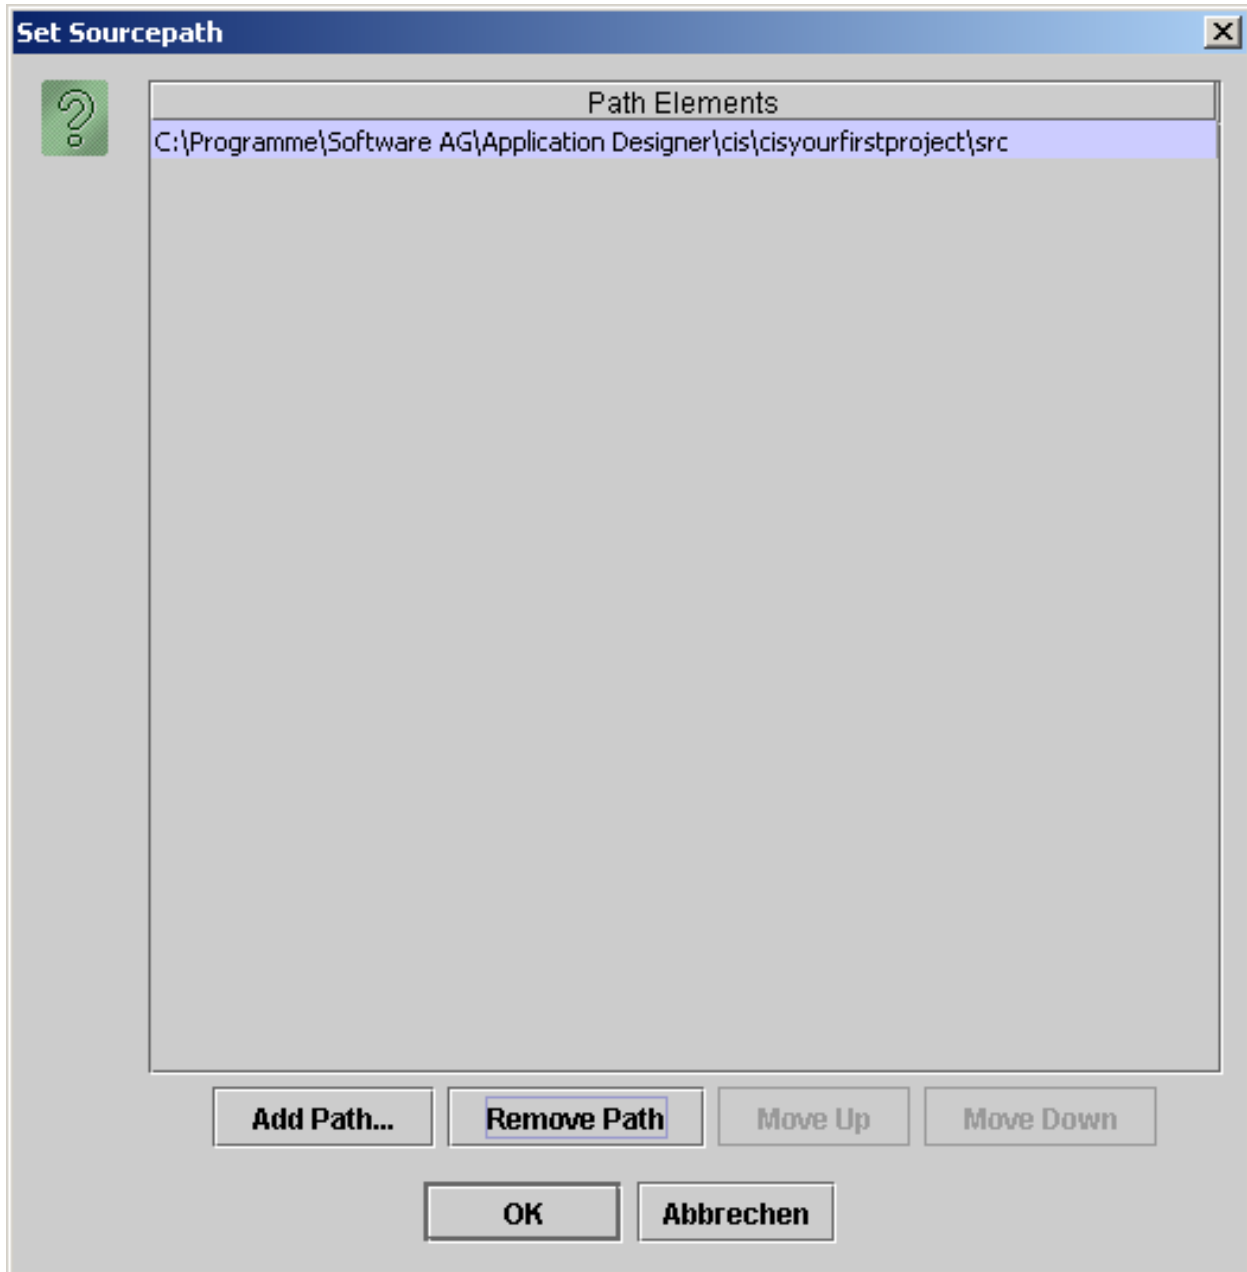 Set Sourcepath
Path Elements
C:\Programme\Software AG\Application Designer\cis\cisyourfirstproject\src
Add Path... Remove Path Move Up Move Down
OK Abbrechen